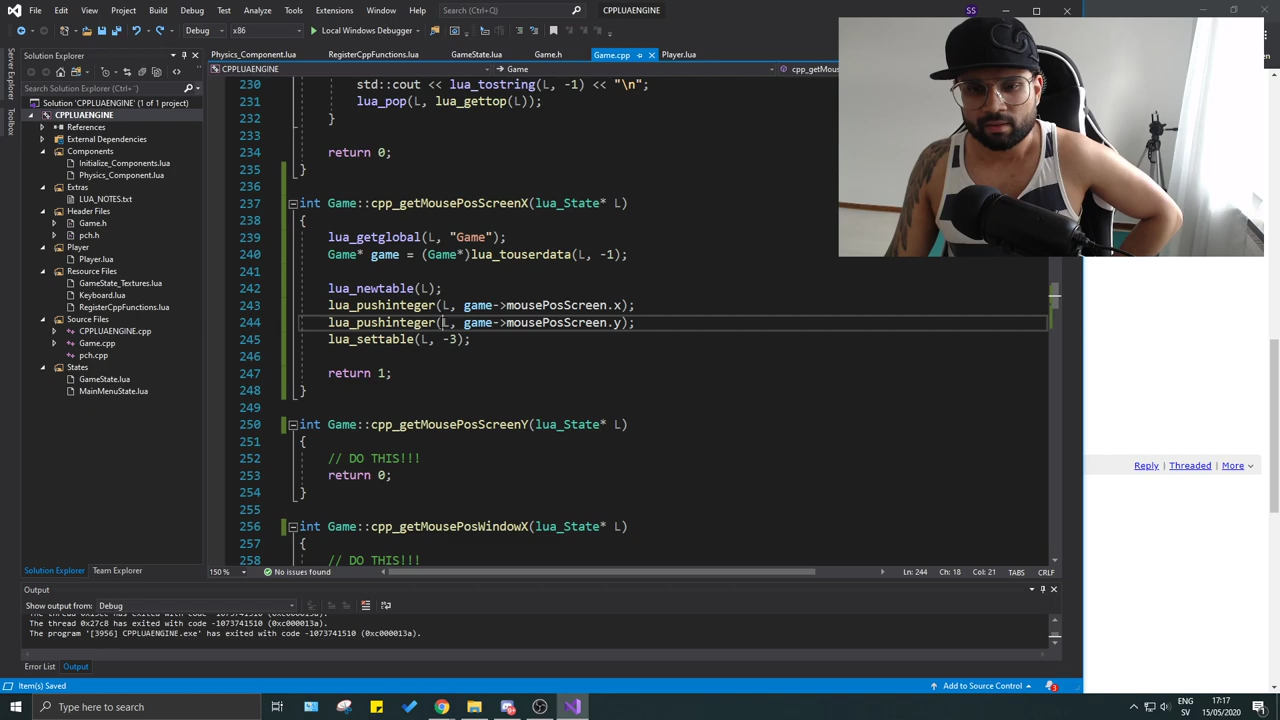 File Edit View Project Build Debug Test Analyze Tools Extensions Window Help Search (Ctrl+Q) CPPLUAENGINE SS
Debug x86 Local Windows Debugger
Solution Explorer
Physics_Component.lua RegisterCppFunctions.lua GameState.lua Game.h Game.cpp Player.lua
CPPLUAENGINE Game
Search Solution Explorer (Ctrl+;)
Solution 'CPPLUAENGINE' (1 of 1 project)
CPPLUAENGINE
References
External Dependencies
Components
Initialize_Components.lua
Physics_Component.lua
Extras
LUA_NOTES.txt
Header Files
Game.h
pch.h
Player
Player.lua
Resource Files
GameState_Textures.lua
Keyboard.lua
RegisterCppFunctions.lua
Source Files
CPPLUAENGINE.cpp
Game.cpp
pch.cpp
States
GameState.lua
MainMenuState.lua
Solution Explorer Team Explorer
Toolbox
230 std::cout << lua_tostring(L, -1) << "\n";
231 lua_pop(L, lua_gettop(L));
232 }
233
234 return 0;
235 }
236
237 int Game::cpp_getMousePosScreenX(lua_State* L)
238 {
239 lua_getglobal(L, "Game");
240 Game* game = (Game*)lua_touserdata(L, -1);
241
242 lua_newtable(L);
243 lua_pushinteger(L, game->mousePosScreen.x);
244 lua_pushinteger(L, game->mousePosScreen.y);
245 lua_settable(L, -3);
246
247 return 1;
248 }
249
250 int Game::cpp_getMousePosScreenY(lua_State* L)
251 {
252 // DO THIS!!!
253 return 0;
254 }
255
256 int Game::cpp_getMousePosWindowX(lua_State* L)
257 {
258 // DO THIS!!!
150 % No issues found Ln: 244 Ch: 18 Col: 21 TABS CRLF
Output
Show output from: Debug
The thread 0x27c8 has exited with code -1073741510 (0xc000013a).
The program '[3956] CPPLUAENGINE.exe' has exited with code -1073741510 (0xc000013a).
Error List Output
Item(s) Saved Add to Source Control 3
Reply | Threaded | More
Type here to search
ENG
SV
17:17
15/05/2020
1